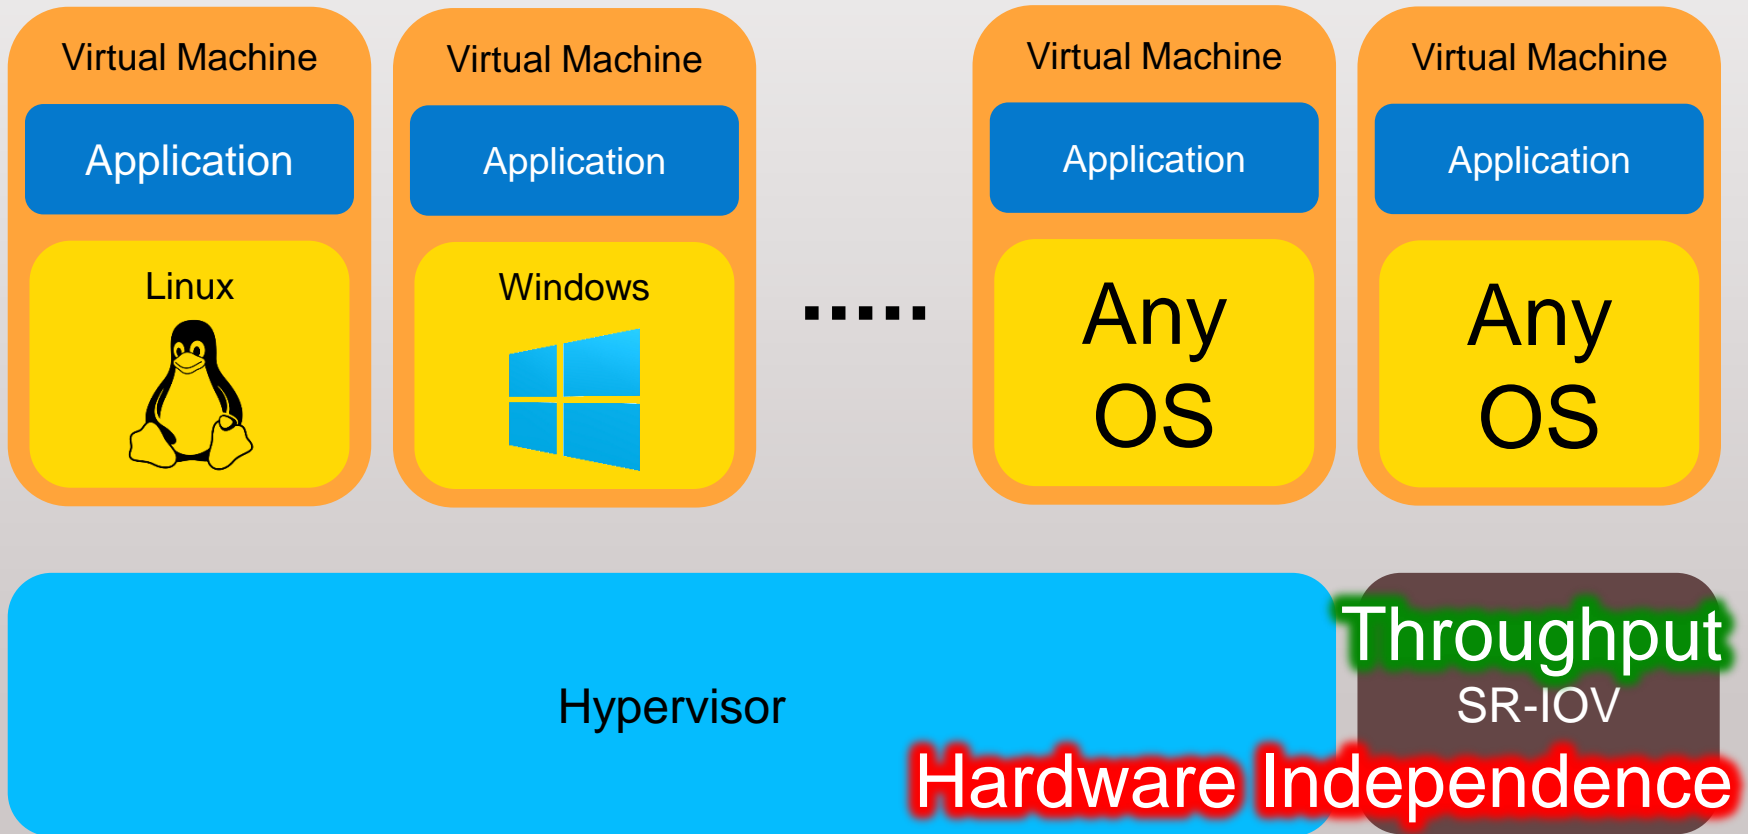 Virtual Machine
Application
Linux
Virtual Machine
Application
Windows
.....
Virtual Machine
Application
Any
OS
Virtual Machine
Application
Any
OS
Hypervisor
Throughput
SR-IOV
Hardware Independence